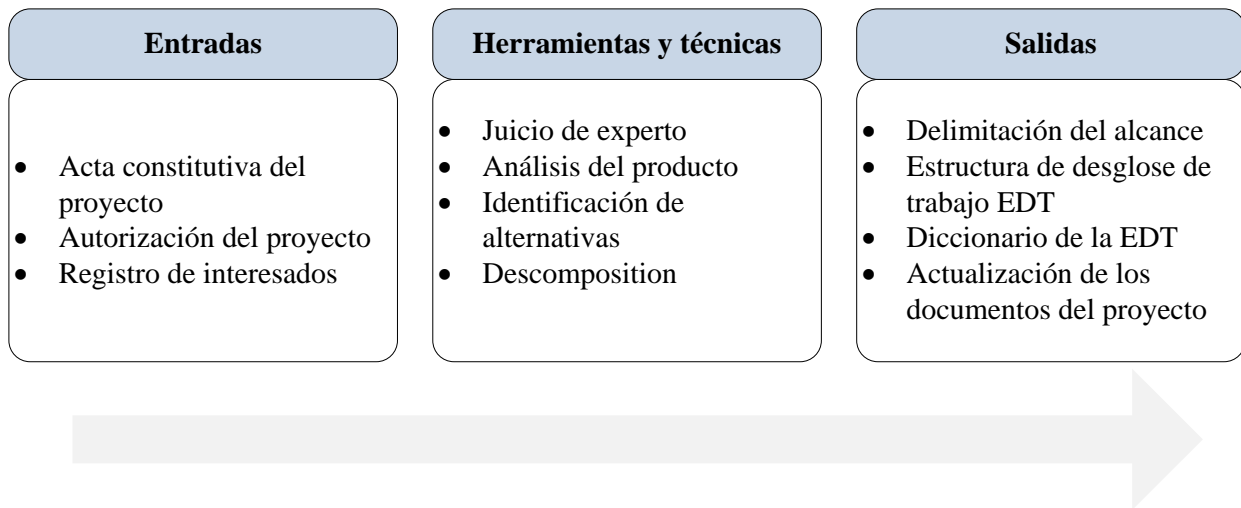 Entradas
• Acta constitutiva del
proyecto
• Autorización del proyecto
• Registro de interesados
Herramientas y técnicas
• Juicio de experto
• Análisis del producto
• Identificación de
alternativas
• Descomposition
Salidas
• Delimitación del alcance
• Estructura de desglose de
trabajo EDT
• Diccionario de la EDT
• Actualización de los
documentos del proyecto